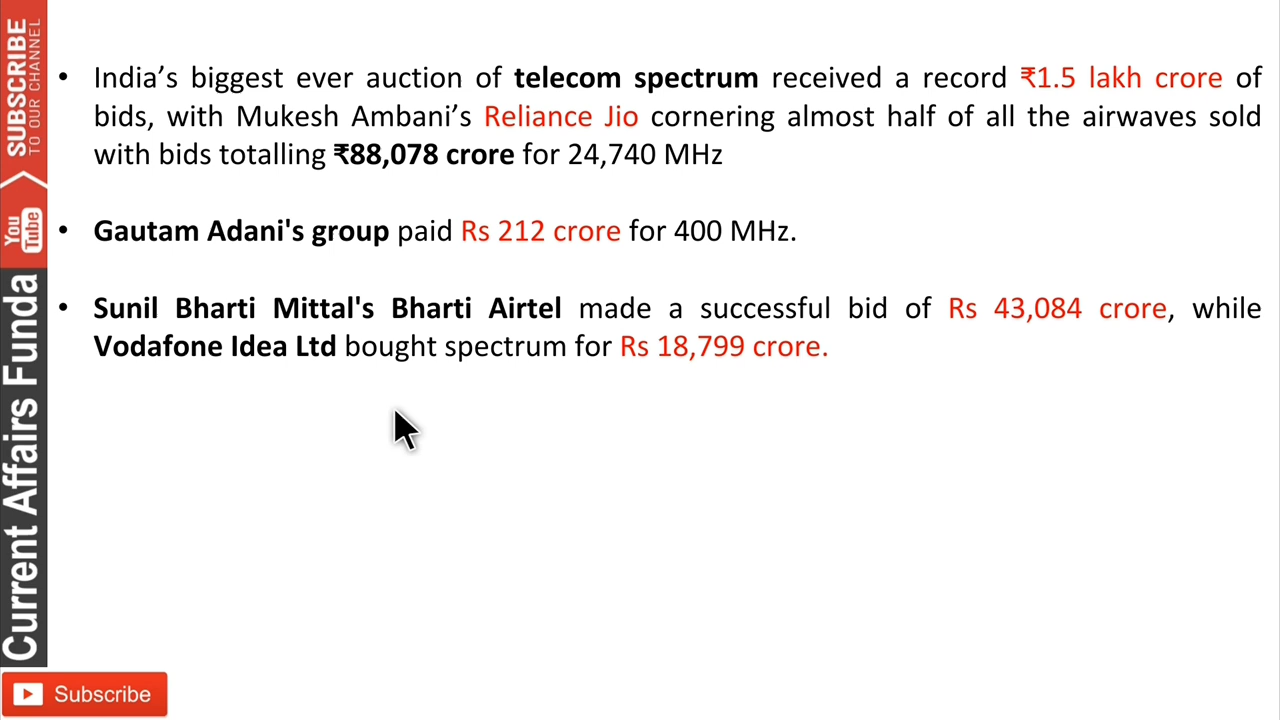 • India’s biggest ever auction of telecom spectrum received a record ₹1.5 lakh crore of
bids, with Mukesh Ambani’s Reliance Jio cornering almost half of all the airwaves sold
with bids totalling ₹88,078 crore for 24,740 MHz
• Gautam Adani's group paid Rs 212 crore for 400 MHz.
• Sunil Bharti Mittal's Bharti Airtel made a successful bid of Rs 43,084 crore, while
Vodafone Idea Ltd bought spectrum for Rs 18,799 crore.
SUBSCRIBE
TO OUR CHANNEL
You
Tube
Current Affairs Funda
Subscribe